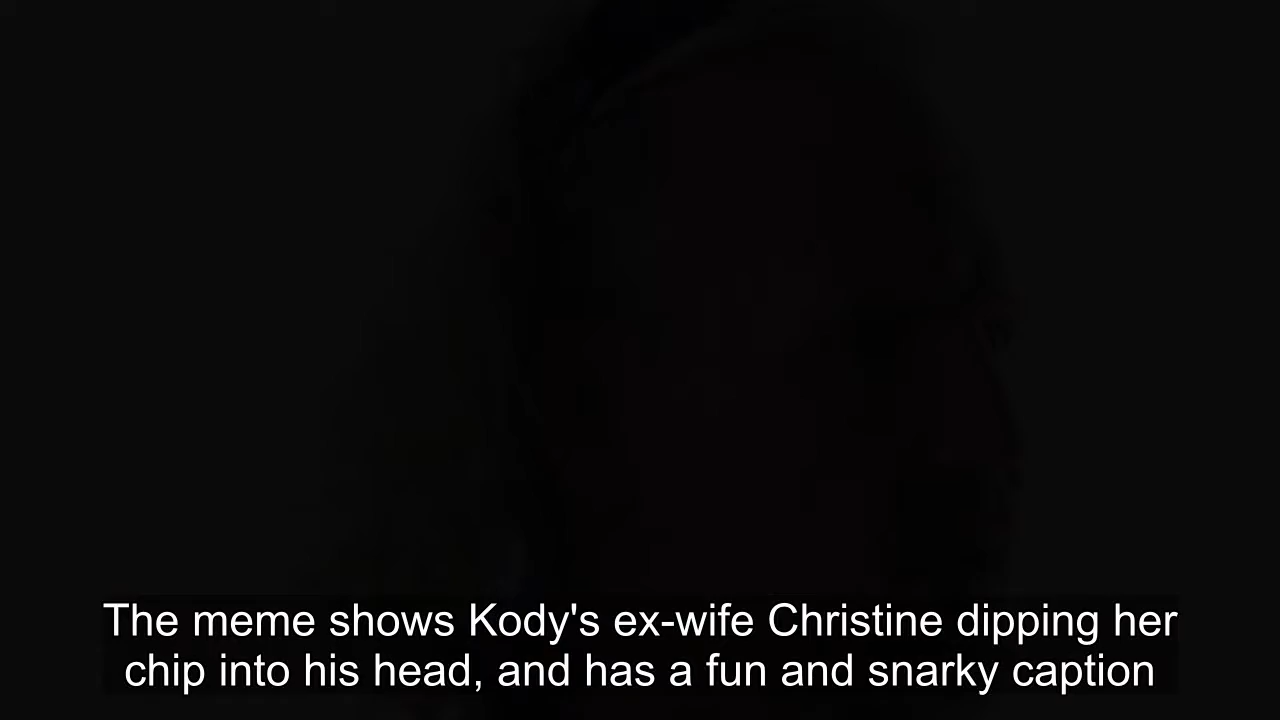 The meme shows Kody's ex-wife Christine dipping her
chip into his head, and has a fun and snarky caption